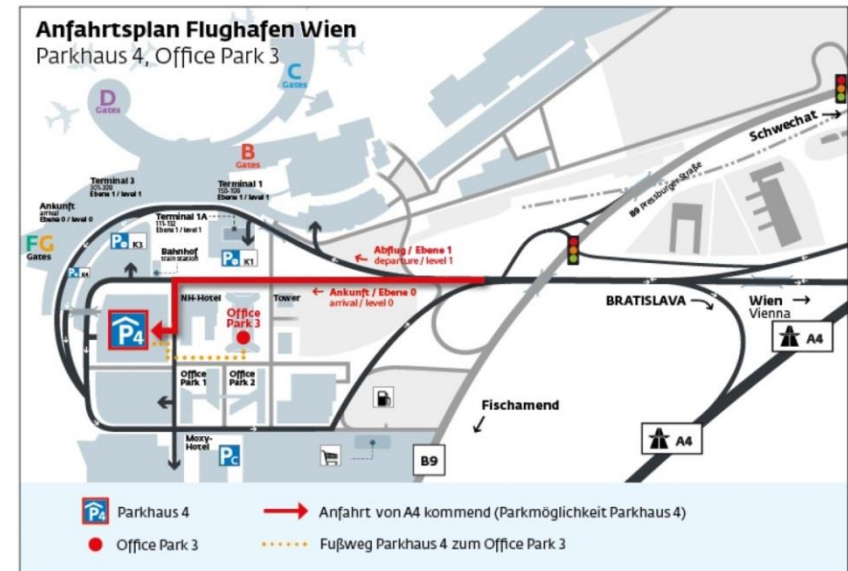 Anfahrtsplan Flughafen Wien
Parkhaus 4, Office Park 3
C
Gates
D
Gates
B
Gates
Schwechat
B9 Pressburger-Straße
Terminal 3
Ebene 1 / level 1
Terminal 1
Ebene 1 / level 1
Ankunft
arrival
Ebene 0 / level 0
Terminal 1A
Ebene 1 / level 1
FG
Gates
K3
K1
K4
Bahnhof
train station
Abflug / Ebene 1
departure / level 1
Ankunft / Ebene 0
arrival / level 0
NH-Hotel
Tower
Office
Park 3
P4
BRATISLAVA
Wien
Vienna
A4
Office
Park 1
Office
Park 2
Fischamend
A4
Moxy-
Hotel
PC
B9
P4
Parkhaus 4
Anfahrt von A4 kommend (Parkmöglichkeit Parkhaus 4)
Office Park 3
Fußweg Parkhaus 4 zum Office Park 3